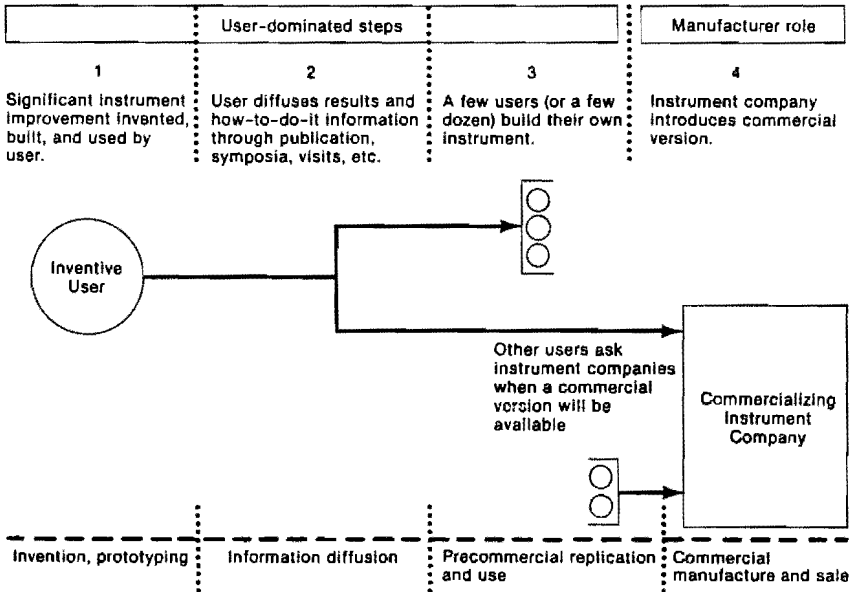 User-dominated steps
Manufacturer role
1
Significant instrument
improvement invented,
built, and used by
user.
2
User diffuses results and
how-to-do-it information
through publication,
symposia, visits, etc.
3
A few users (or a few
dozen) build their own
instrument.
4
Instrument company
introduces commercial
version.
Inventive
User
Other users ask
instrument companies
when a commercial
version will be
available
Commercializing
Instrument
Company
Invention, prototyping
Information diffusion
Precommercial replication
and use
Commercial
manufacture and sale